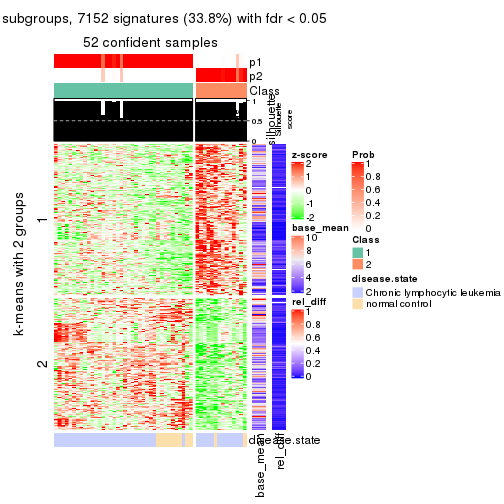 subgroups, 7152 signatures (33.8%) with fdr < 0.05
52 confident samples
p1
p2
Class
silhouette
Silhouette
score
1
0.5
0
k-means with 2 groups
1
2
z-score
2
1
0
-1
-2
base_mean
10
8
6
4
2
rel_diff
1
0.8
0.6
0.4
0.2
0
Prob
1
0.8
0.6
0.4
0.2
0
Class
1
2
disease.state
Chronic lymphocytic leukemia
normal control
disease.state
base_mean
rel_diff